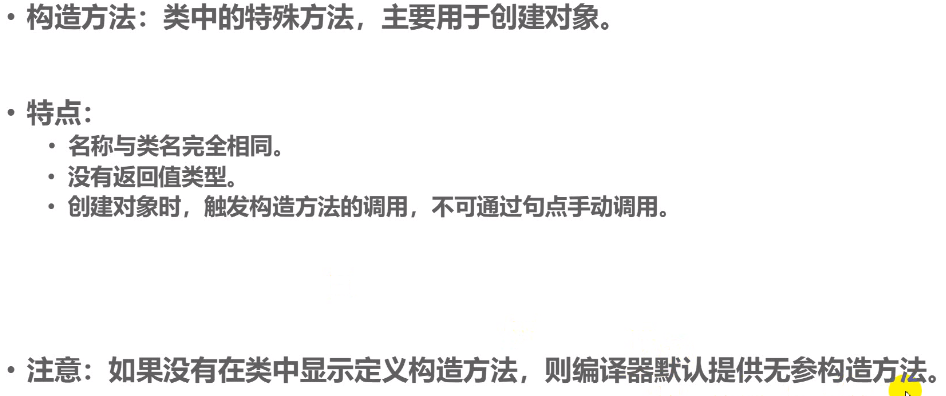 • 构造方法：类中的特殊方法，主要用于创建对象。
• 特点：
• 名称与类名完全相同。
• 没有返回值类型。
• 创建对象时，触发构造方法的调用，不可通过句点手动调用。
• 注意：如果没有在类中显示定义构造方法，则编译器默认提供无参构造方法。